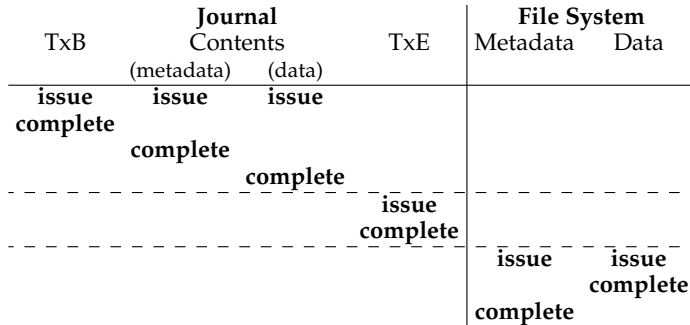 Journal File System
TxB Contents TxE Metadata Data
(metadata) (data)
issue issue issue
complete
complete
complete
issue
complete
issue issue
complete
complete